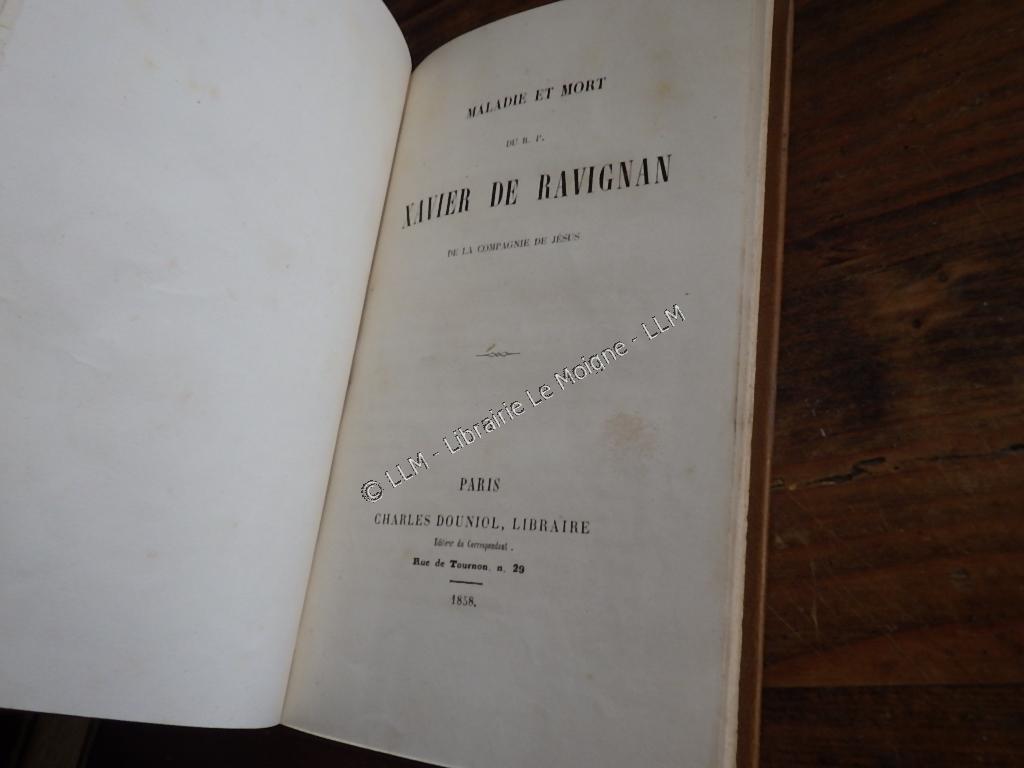 MALADIE ET MORT
DU R. P.
XAVIER DE RAVIGNAN
DE LA COMPAGNIE DE JÉSUS
© LLM - Librairie Le Moigne - LLM
PARIS
CHARLES DOUNIOL, LIBRAIRE
Editeur du Correspondant.
Rue de Tournon, n. 29
1858.